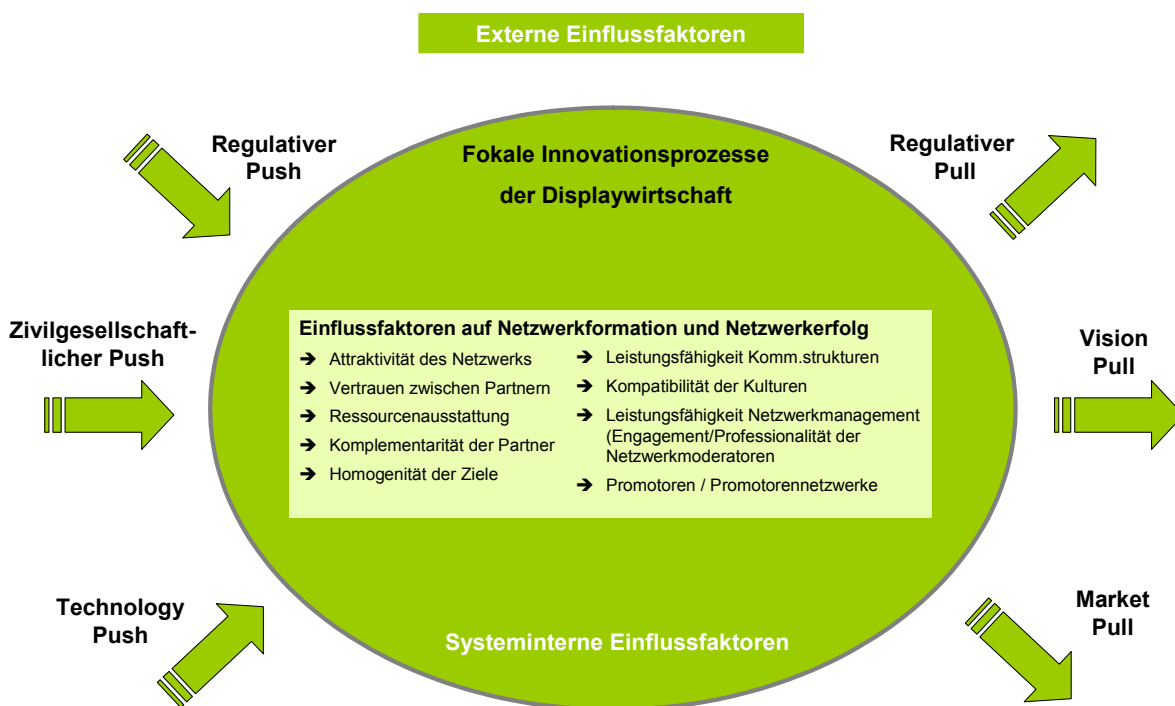 Externe Einflussfaktoren
Regulativer
Push
Fokale Innovationsprozesse
der Displaywirtschaft
Regulativer
Pull
Zivilgesellschaft-
licher Push
Einflussfaktoren auf Netzwerkformation und Netzwerkerfolg
➔ Attraktivität des Netzwerks
➔ Vertrauen zwischen Partnern
➔ Ressourcenausstattung
➔ Komplementarität der Partner
➔ Homogenität der Ziele
➔ Leistungsfähigkeit Komm.strukturen
➔ Kompatibilität der Kulturen
➔ Leistungsfähigkeit Netzwerkmanagement
(Engagement/Professionalität der
Netzwerkmoderatoren
➔ Promotoren / Promotorennetzwerke
Vision
Pull
Technology
Push
Systeminterne Einflussfaktoren
Market
Pull